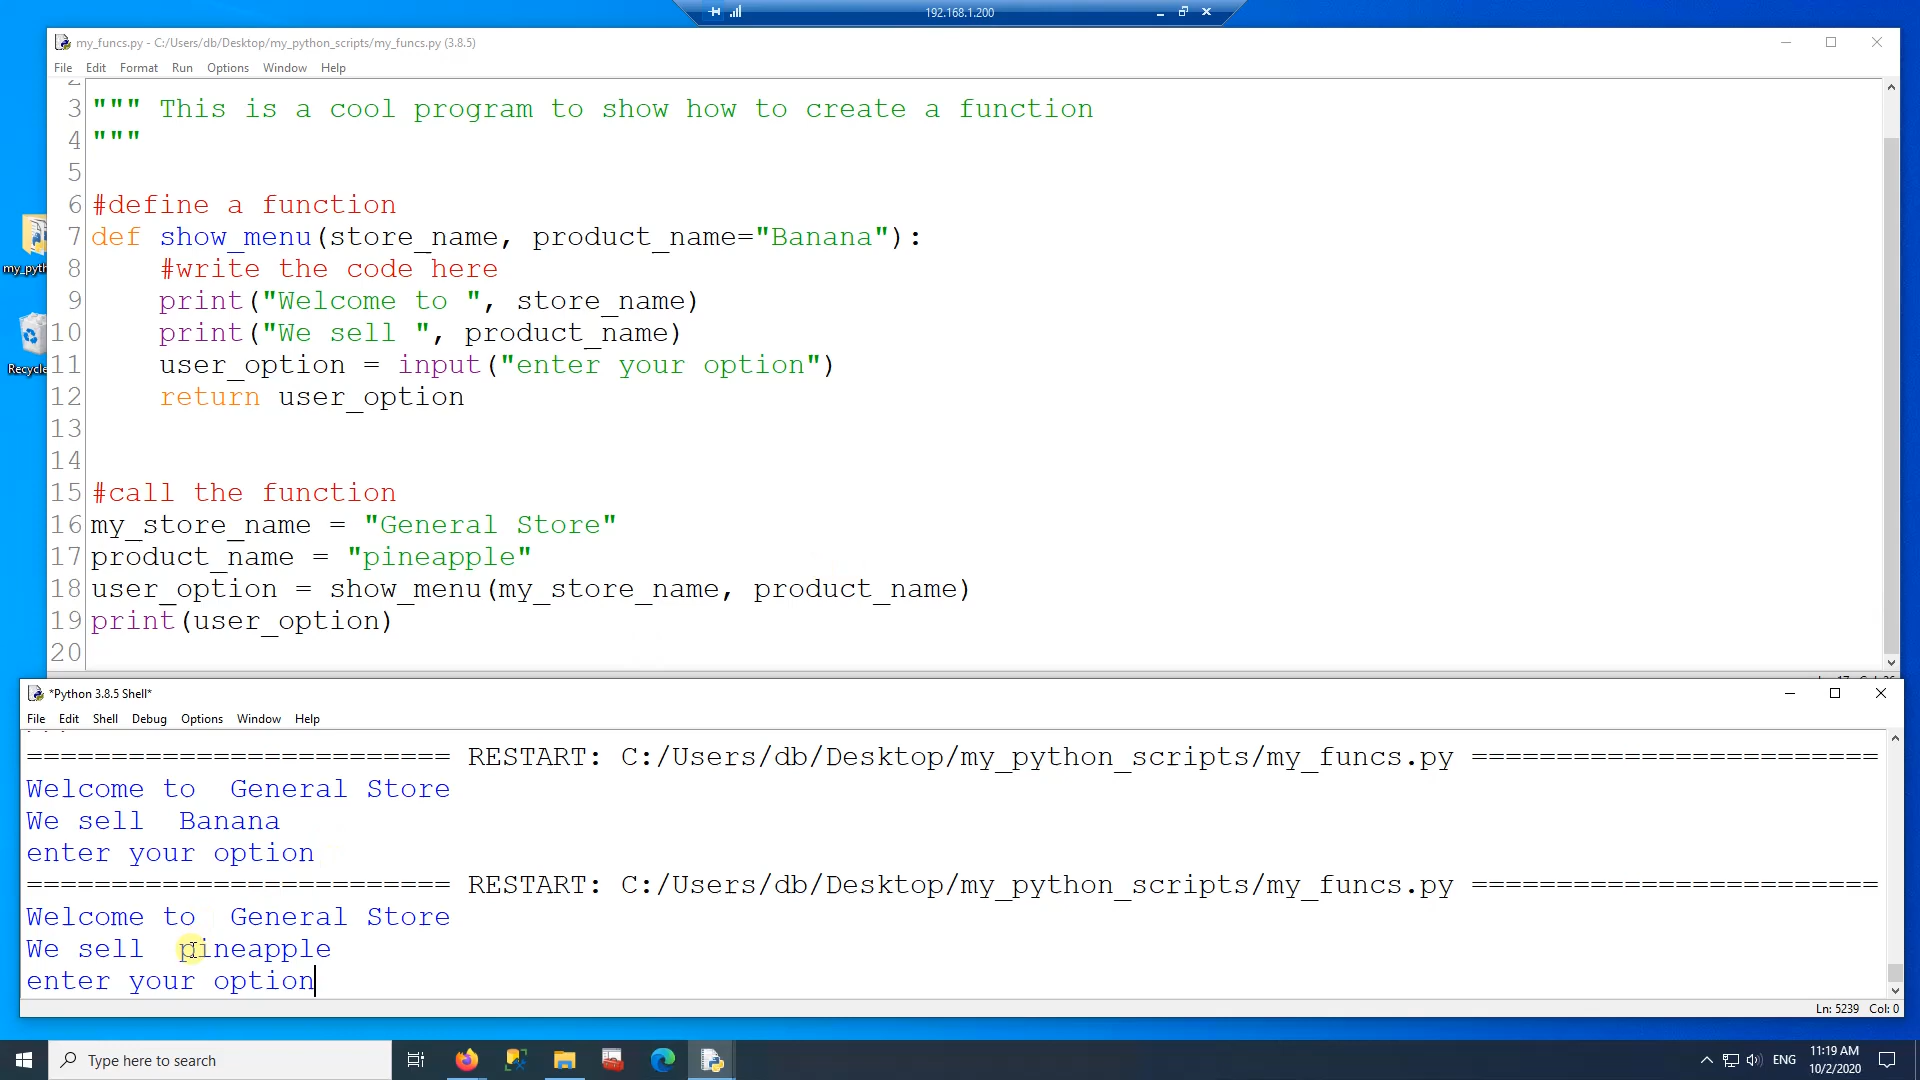 192.168.1.200
my_funcs.py - C:/Users/db/Desktop/my_python_scripts/my_funcs.py (3.8.5)
File Edit Format Run Options Window Help
3 """ This is a cool program to show how to create a function
4 """
5
6 #define a function
7 def show_menu(store_name, product_name="Banana"):
8 #write the code here
9 print("Welcome to ", store_name)
10 print("We sell ", product_name)
11 user_option = input("enter your option")
12 return user_option
13
14
15 #call the function
16 my_store_name = "General Store"
17 product_name = "pineapple"
18 user_option = show_menu(my_store_name, product_name)
19 print(user_option)
20
my_pyth
Recycle
*Python 3.8.5 Shell*
File Edit Shell Debug Options Window Help
========================= RESTART: C:/Users/db/Desktop/my_python_scripts/my_funcs.py ========================
Welcome to  General Store
We sell  Banana
enter your option
========================= RESTART: C:/Users/db/Desktop/my_python_scripts/my_funcs.py ========================
Welcome to  General Store
We sell  pineapple
enter your option
Ln: 5239 Col: 0
Type here to search
ENG
11:19 AM
10/2/2020